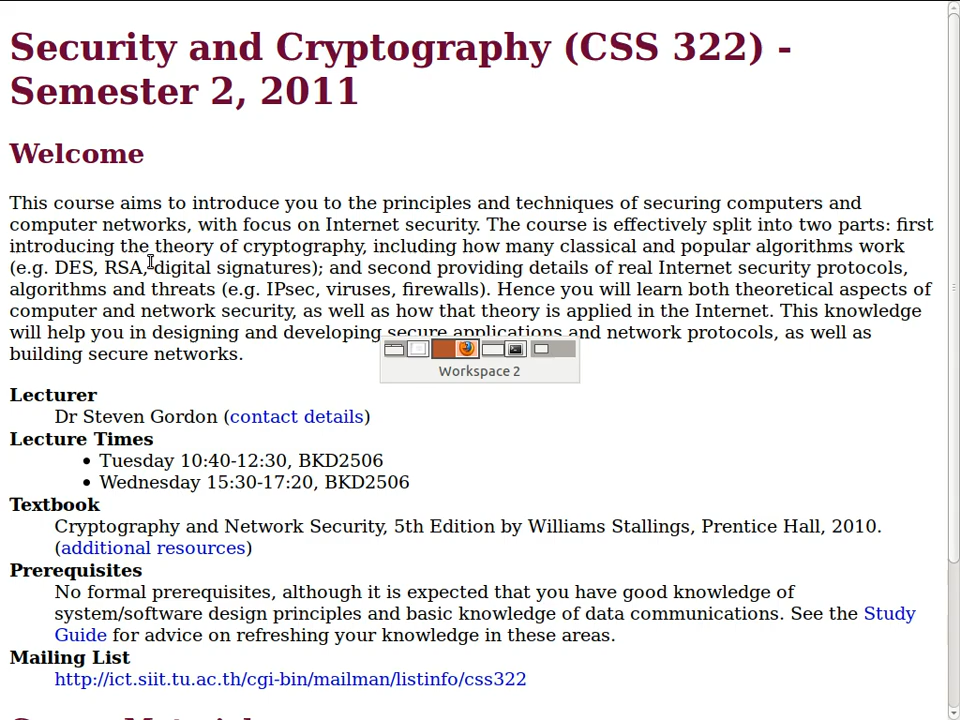 Security and Cryptography (CSS 322) -
Semester 2, 2011
Welcome
This course aims to introduce you to the principles and techniques of securing computers and
computer networks, with focus on Internet security. The course is effectively split into two parts: first
introducing the theory of cryptography, including how many classical and popular algorithms work
(e.g. DES, RSA, digital signatures); and second providing details of real Internet security protocols,
algorithms and threats (e.g. IPsec, viruses, firewalls). Hence you will learn both theoretical aspects of
computer and network security, as well as how that theory is applied in the Internet. This knowledge
will help you in designing and developing secure applications and network protocols, as well as
building secure networks.
Workspace 2
Lecturer
Dr Steven Gordon (contact details)
Lecture Times
• Tuesday 10:40-12:30, BKD2506
• Wednesday 15:30-17:20, BKD2506
Textbook
Cryptography and Network Security, 5th Edition by Williams Stallings, Prentice Hall, 2010.
(additional resources)
Prerequisites
No formal prerequisites, although it is expected that you have good knowledge of
system/software design principles and basic knowledge of data communications. See the Study
Guide for advice on refreshing your knowledge in these areas.
Mailing List
http://ict.siit.tu.ac.th/cgi-bin/mailman/listinfo/css322